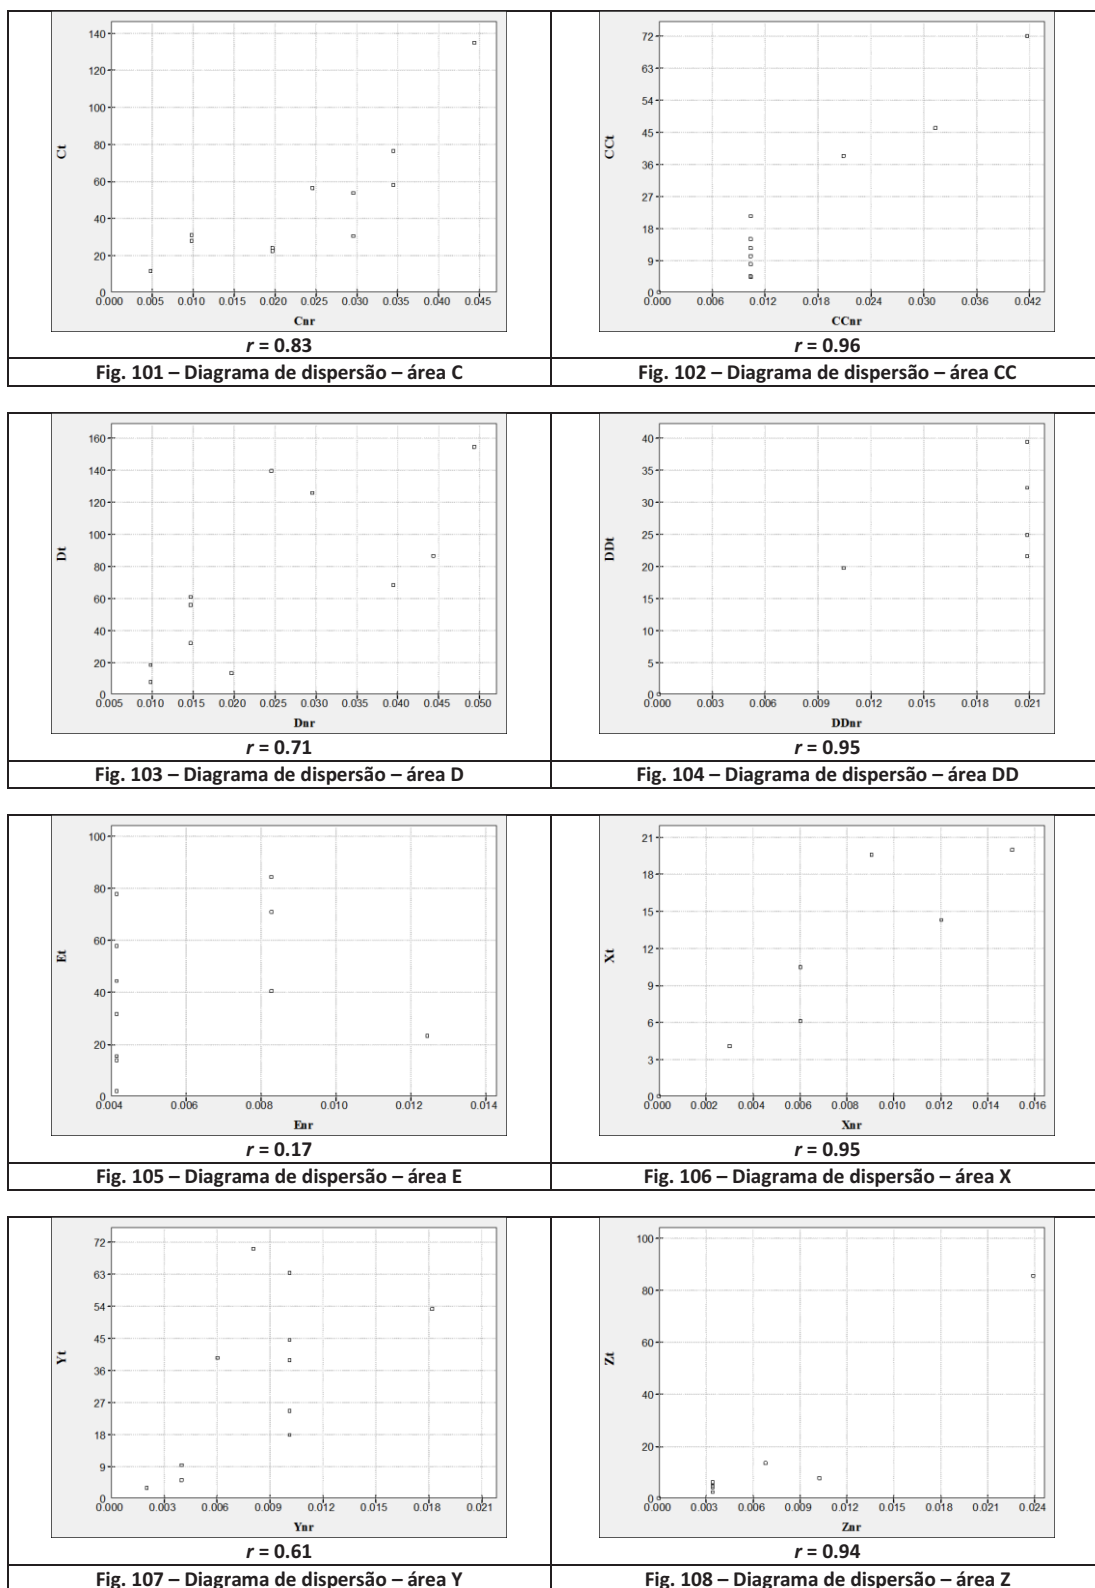 140
120
100
80
60
40
20
0
0.000 0.005 0.010 0.015 0.020 0.025 0.030 0.035 0.040 0.045
Ct
Cnr
r = 0.83
Fig. 101 – Diagrama de dispersão – área C
72
63
54
45
36
27
18
9
0
0.000 0.006 0.012 0.018 0.024 0.030 0.036 0.042
CCt
CCnr
r = 0.96
Fig. 102 – Diagrama de dispersão – área CC
160
140
120
100
80
60
40
20
0
0.005 0.010 0.015 0.020 0.025 0.030 0.035 0.040 0.045 0.050
Dt
Dnr
r = 0.71
Fig. 103 – Diagrama de dispersão – área D
40
35
30
25
20
15
10
5
0
0.000 0.003 0.006 0.009 0.012 0.015 0.018 0.021
DDt
DDnr
r = 0.95
Fig. 104 – Diagrama de dispersão – área DD
100
80
60
40
20
0
0.004 0.006 0.008 0.010 0.012 0.014
Et
Enr
r = 0.17
Fig. 105 – Diagrama de dispersão – área E
21
18
15
12
9
6
3
0
0.000 0.002 0.004 0.006 0.008 0.010 0.012 0.014 0.016
Xt
Xnr
r = 0.95
Fig. 106 – Diagrama de dispersão – área X
72
63
54
45
36
27
18
9
0
0.000 0.003 0.006 0.009 0.012 0.015 0.018 0.021
Yt
Ynr
r = 0.61
Fig. 107 – Diagrama de dispersão – área Y
100
80
60
40
20
0
0.000 0.003 0.006 0.009 0.012 0.015 0.018 0.021 0.024
Zt
Znr
r = 0.94
Fig. 108 – Diagrama de dispersão – área Z